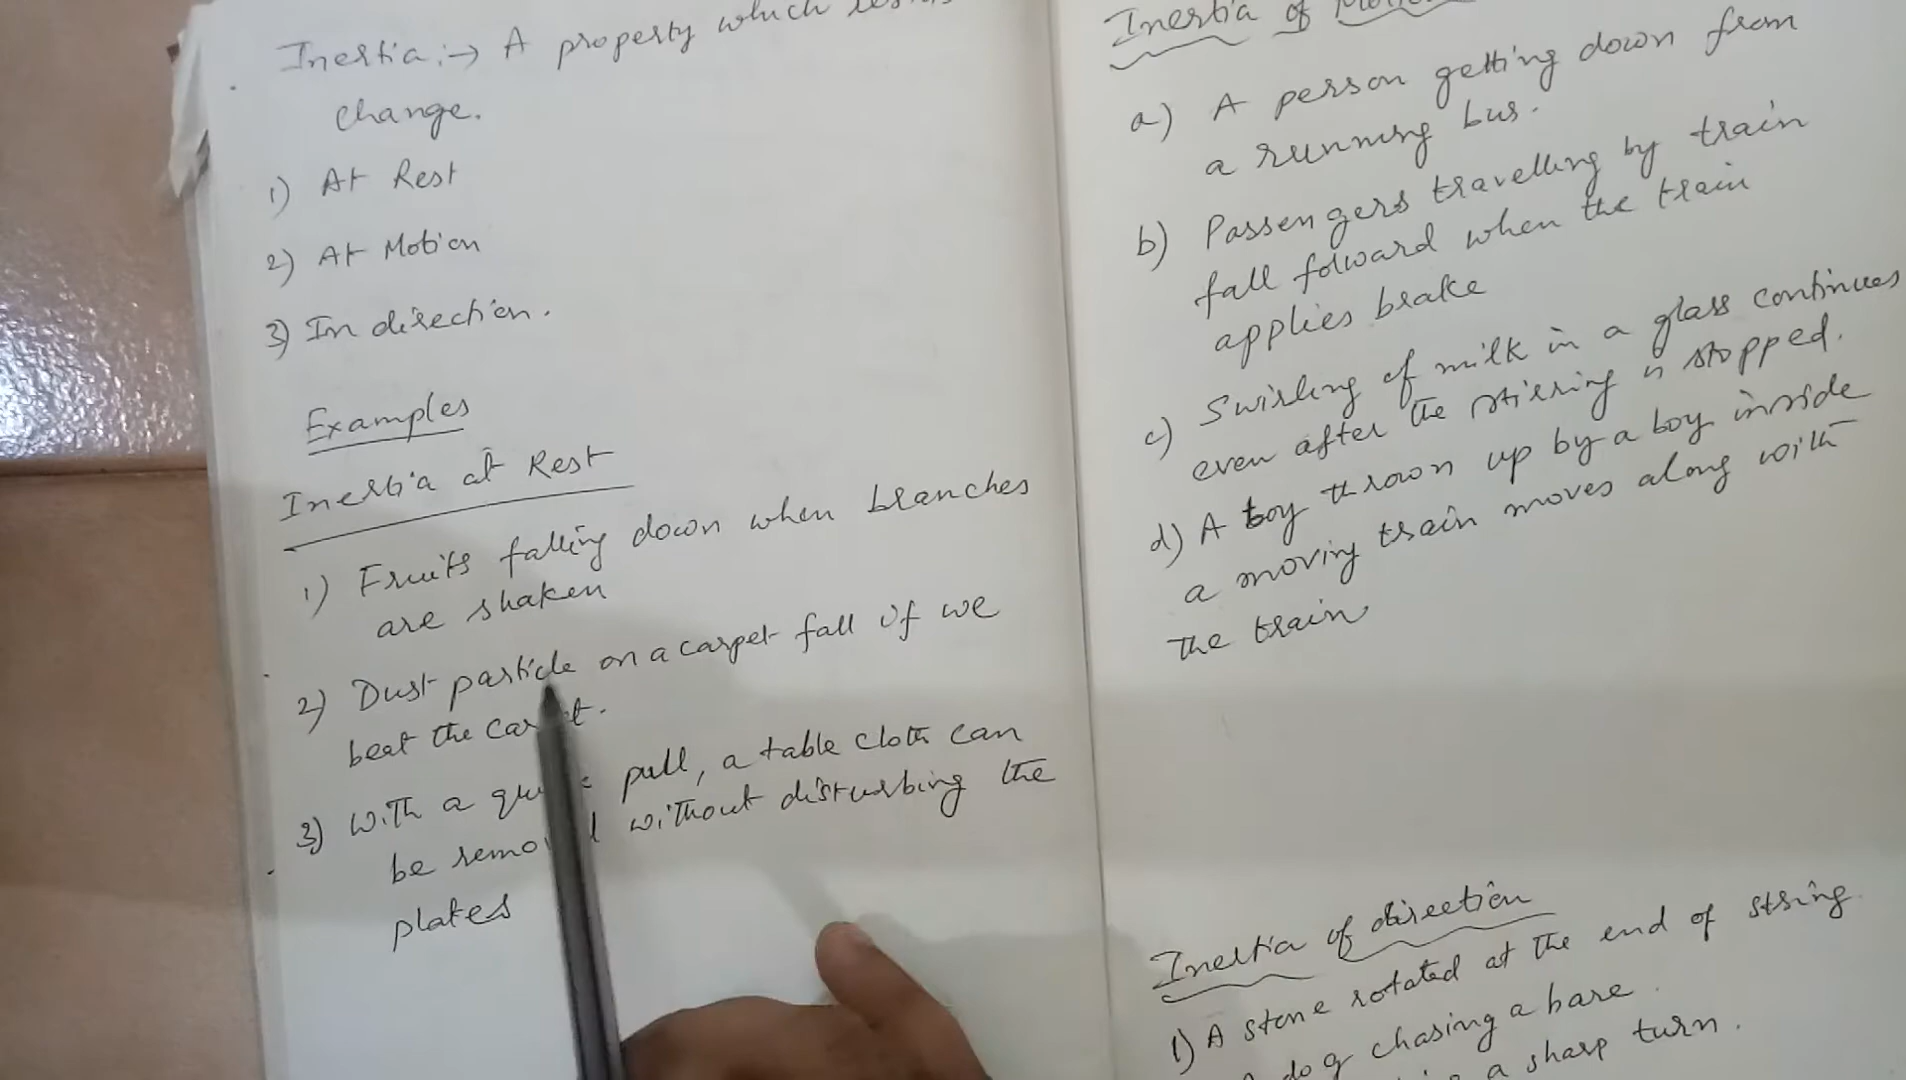 Inertia :→ A property which
change.
1) At Rest
2) At Motion
3) In direction.
Examples
Inertia at Rest
1) Fruits falling down when branches
are shaken
2) Dust particle on a carpet fall if we
beat the
3) With a pull, a table cloth can
be without disturbing the
plates
Inertia of
a) A person getting down from
a running bus.
b) Passengers travelling by train
fall forward when the train
applies brake
c) Swirling of milk in a glass continues
even after the stirring is stopped.
d) A boy thrown up by a boy inside
a moving train moves along with
the train
Inertia of direction
1) A stone rotated at the end of string.
dog chasing a hare.
a sharp turn.